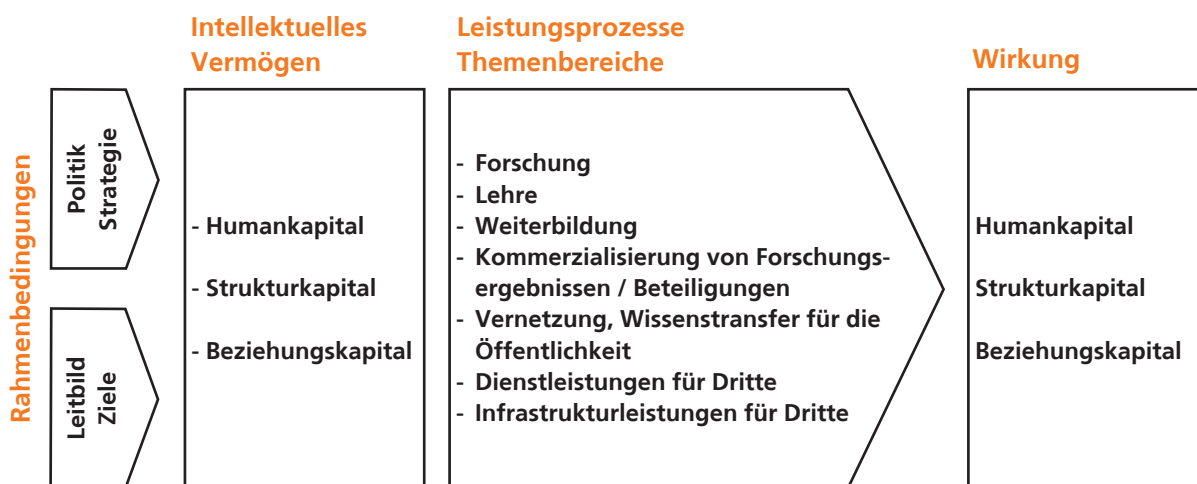 Rahmenbedingungen
Politik
Strategie
Leitbild
Ziele
Intellektuelles
Vermögen
- Humankapital
- Strukturkapital
- Beziehungskapital
Leistungsprozesse
Themenbereiche
- Forschung
- Lehre
- Weiterbildung
- Kommerzialisierung von Forschungs-
ergebnissen / Beteiligungen
- Vernetzung, Wissenstransfer für die
Öffentlichkeit
- Dienstleistungen für Dritte
- Infrastrukturleistungen für Dritte
Wirkung
Humankapital
Strukturkapital
Beziehungskapital